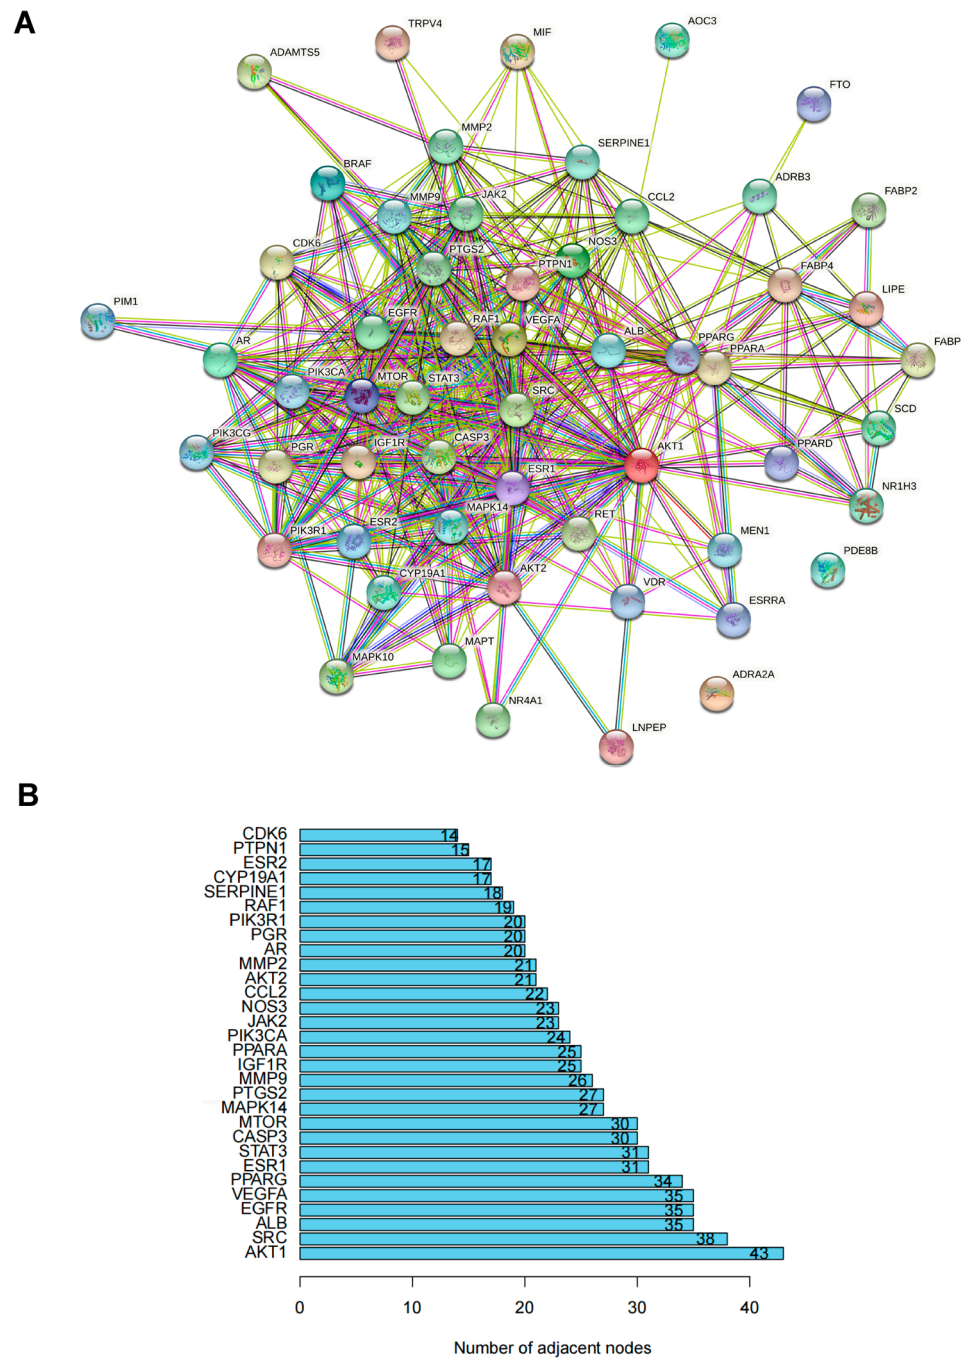 A
TRPV4
MIF
AOC3
ADAMTS5
FTO
MMP2
SERPINE1
BRAF
ADRB3
FABP2
MMP9
JAK2
CCL2
CDK6
PTGS2
NOS3
PTPN1
FABP4
LIPE
PIM1
EGFR
RAF1
VEGFA
ALB
PPARG
FABP
AR
PPARA
PIK3CA
MTOR
STAT3
SRC
SCD
PIK3CG
PGR
IGF1R
CASP3
AKT1
PPARD
ESR1
NR1H3
MAPK14
RET
PIK3R1
ESR2
MEN1
PDE8B
CYP19A1
AKT2
VDR
ESRRA
MAPK10
MAPT
ADRA2A
NR4A1
LNPEP
B
CDK6 14
PTPN1 15
ESR2 17
CYP19A1 17
SERPINE1 18
RAF1 19
PIK3R1 20
PGR 20
AR 20
MMP2 21
AKT2 21
CCL2 22
NOS3 23
JAK2 23
PIK3CA 24
PPARA 25
IGF1R 25
MMP9 26
PTGS2 27
MAPK14 27
MTOR 30
CASP3 30
STAT3 31
ESR1 31
PPARG 34
VEGFA 35
EGFR 35
ALB 35
SRC 38
AKT1 43
0 10 20 30 40
Number of adjacent nodes